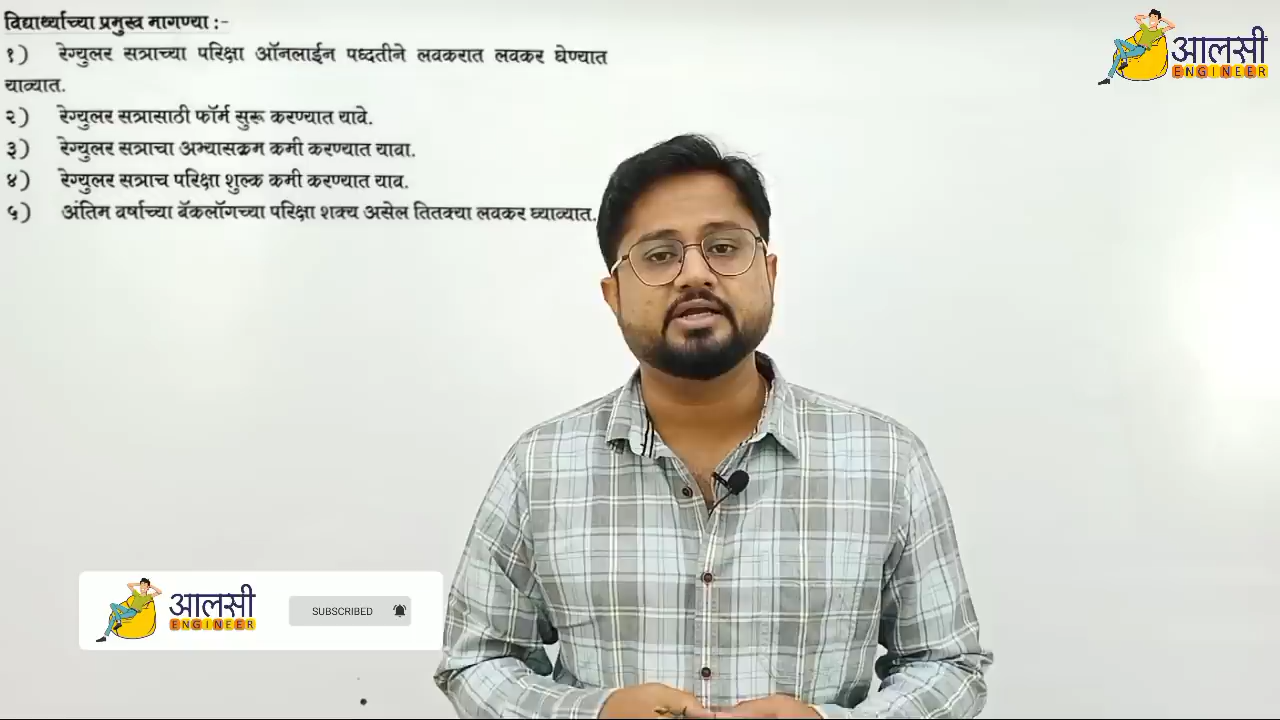 विद्यार्थ्यांच्या प्रमुख मागण्या :-
१) रेग्युलर सत्राच्या परिक्षा ऑनलाईन पध्दतीने लवकरात लवकर घेण्यात
याव्यात.
२) रेग्युलर सत्रासाठी फॉर्म सुरू करण्यात यावे.
३) रेग्युलर सत्राचा अभ्यासक्रम कमी करण्यात यावा.
४) रेग्युलर सत्राच परिक्षा शुल्क कमी करण्यात याव.
५) अंतिम वर्षाच्या बॅकलॉगच्या परिक्षा शक्य असेल तितक्या लवकर घ्याव्यात.
आलसी
ENGINEER
आलसी
ENGINEER
SUBSCRIBED